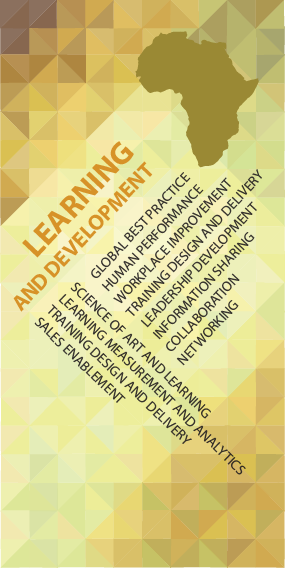 LEARNING
AND DEVELOPMENT
GLOBAL BEST PRACTICE
HUMAN PERFORMANCE
WORKPLACE IMPROVEMENT
TRAINING DESIGN AND DELIVERY
LEADERSHIP DEVELOPMENT
INFORMATION SHARING
COLLABORATION
NETWORKING
SCIENCE OF ART AND LEARNING
LEARNING MEASUREMENT AND ANALYTICS
TRAINING DESIGN AND DELIVERY
SALES ENABLEMENT